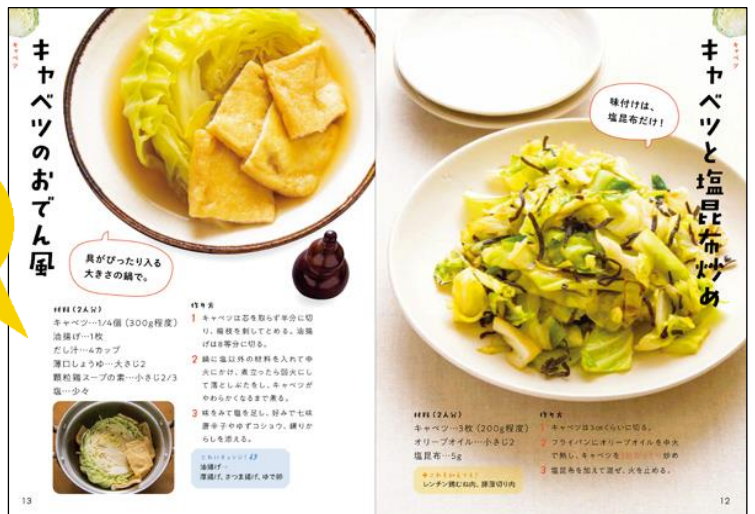 キャベツ
キャベツと塩昆布炒め
味付けは、
塩昆布だけ！
材料（2人分）
キャベツ…3枚（200g程度）
オリーブオイル…小さじ2
塩昆布…5g
作り方
1 キャベツは3cmくらいに切る。
2 フライパンにオリーブオイルを中火
で熱し、キャベツを
炒め
3 塩昆布を加えて混ぜ、火を止める。
レンチン鶏むね肉、豚薄切り肉
12
キャベツ
キャベツのおでん風
具がぴったり入る
大きさの鍋で。
材料（2人分）
キャベツ…1/4個（300g程度）
油揚げ…1枚
だし汁…4カップ
薄口しょうゆ…大さじ2
顆粒鶏スープの素…小さじ2/3
塩…少々
作り方
1 キャベツは芯を取らず半分に切
り、楊枝を刺してとめる。油揚
げは8等分に切る。
2 鍋に塩以外の材料を入れて中
火にかけ、煮立ったら弱火にし
て落としぶたをし、キャベツが
やわらかくなるまで煮る。
3 味をみて塩を足し、好みで七味
唐辛子やゆずコショウ、練りか
らしを添える。
油揚げ…
厚揚げ、さつま揚げ、ゆで卵
13